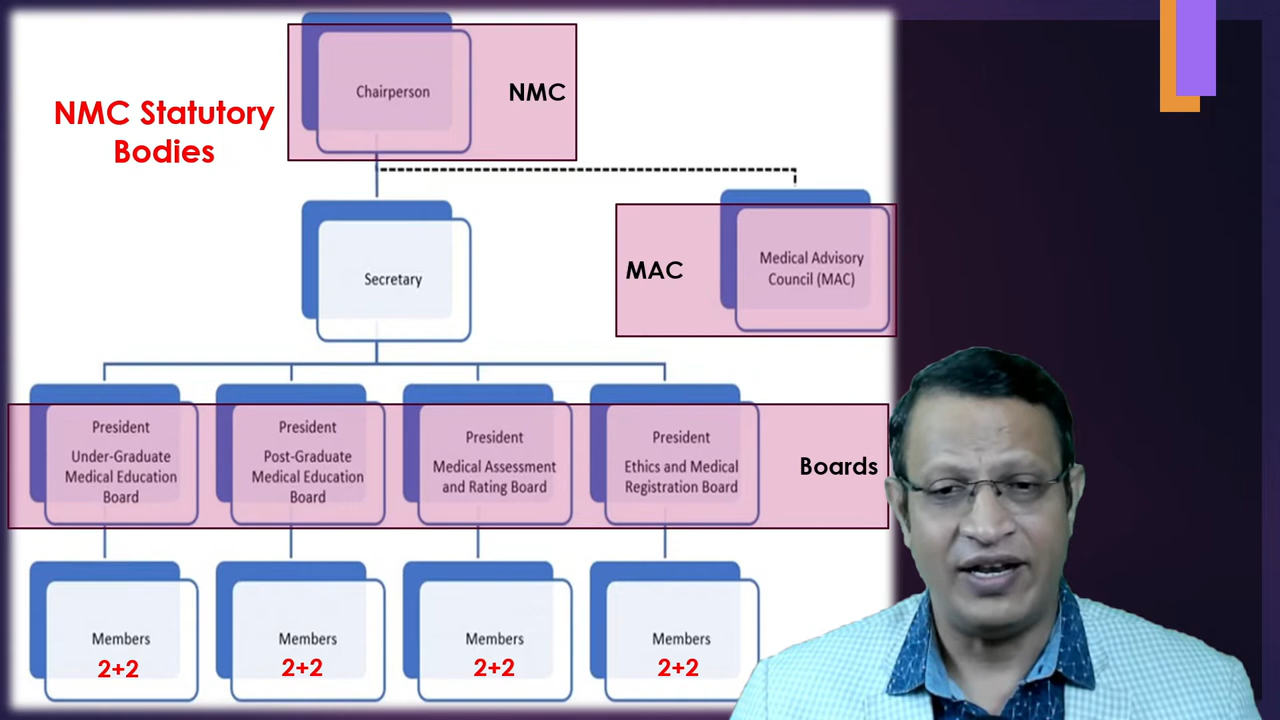 NMC Statutory
Bodies
Chairperson
NMC
Secretary
MAC
Medical Advisory
Council (MAC)
President
Under-Graduate
Medical Education
Board
President
Post-Graduate
Medical Education
Board
President
Medical Assessment
and Rating Board
President
Ethics and Medical
Registration Board
Boards
Members
2+2
Members
2+2
Members
2+2
Members
2+2